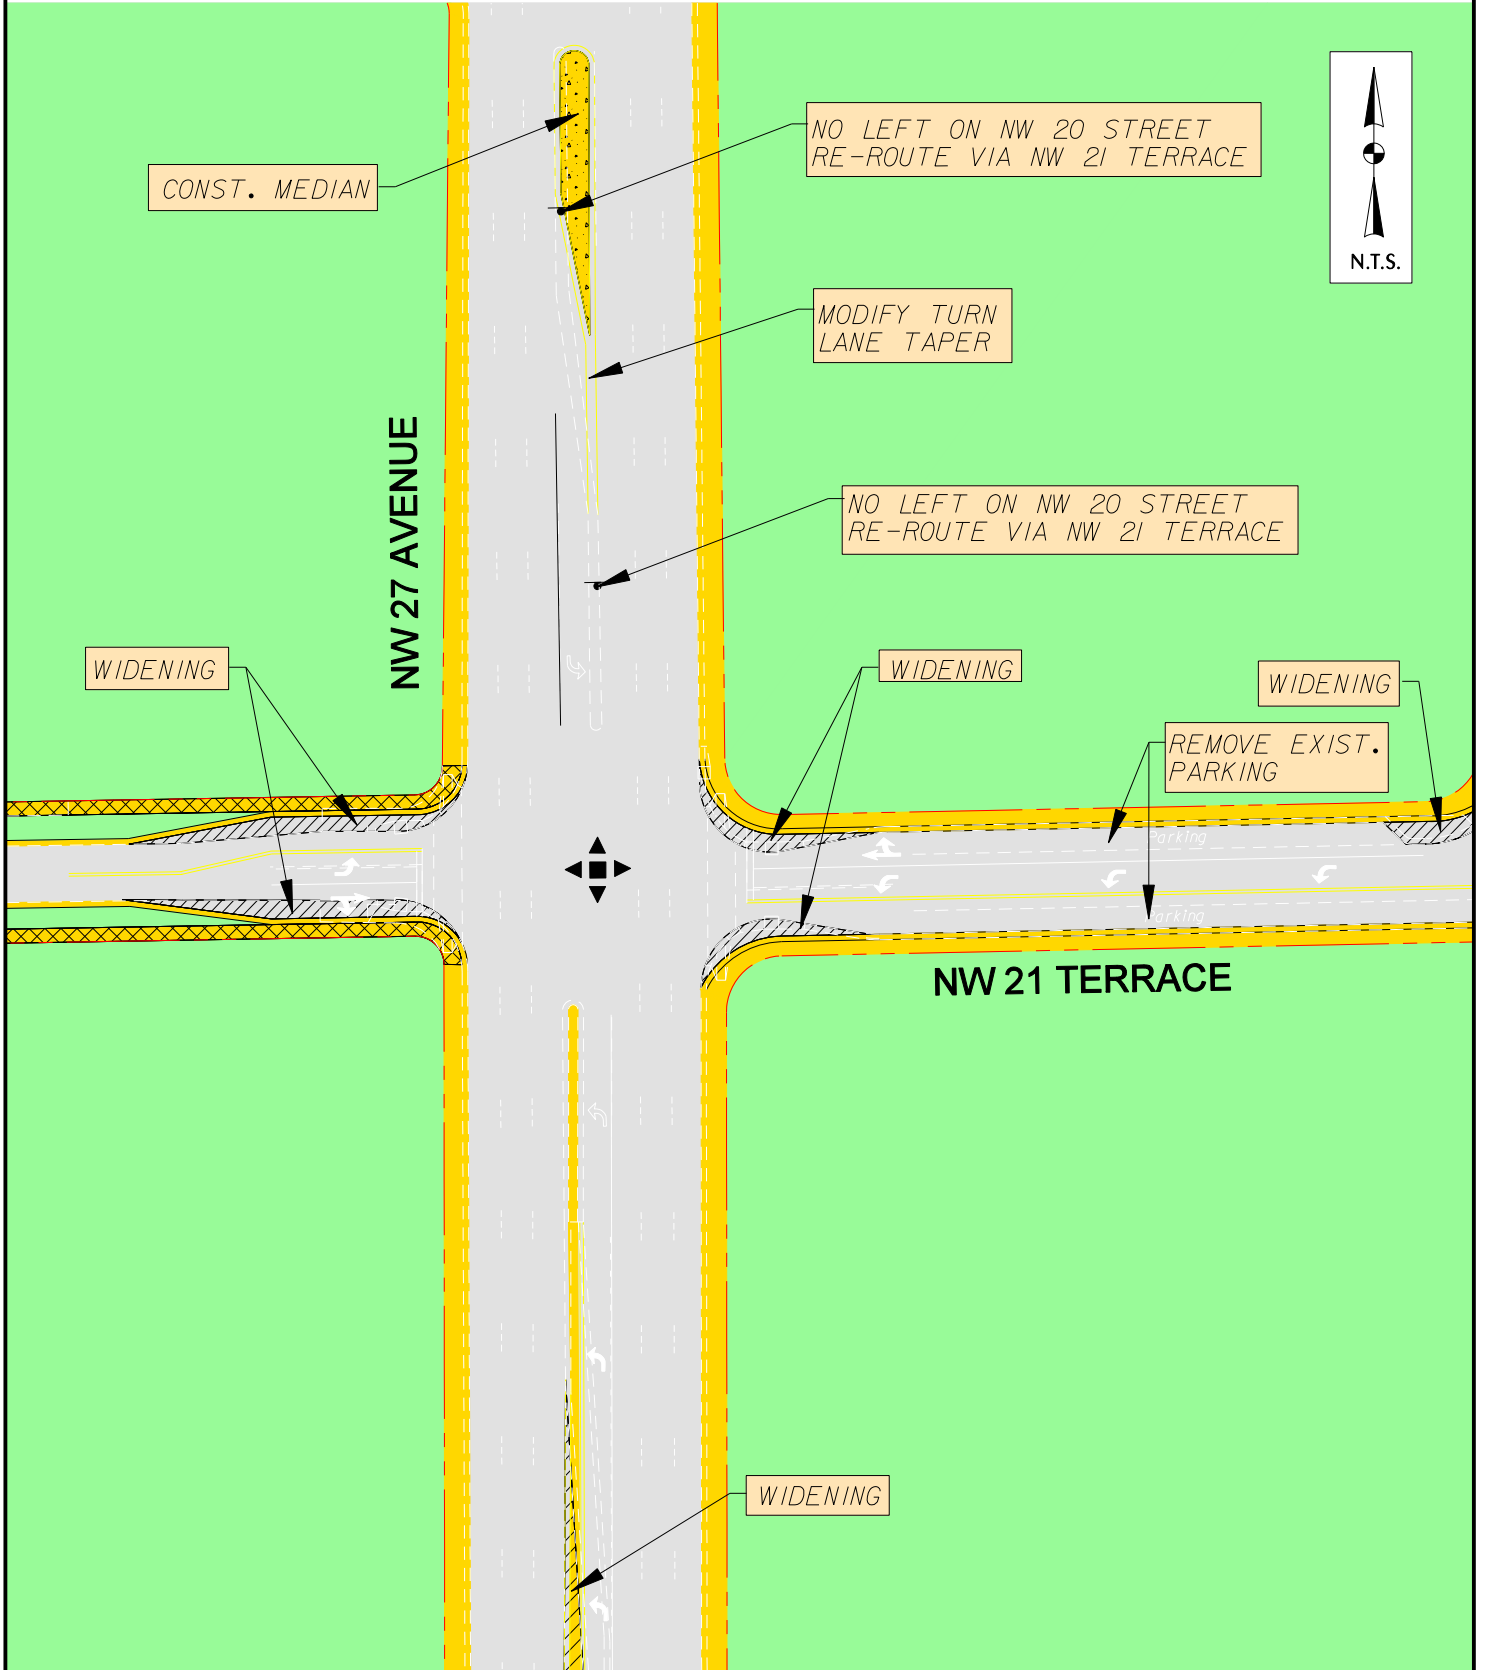 NO LEFT ON NW 20 STREET
RE-ROUTE VIA NW 21 TERRACE
CONST. MEDIAN
N.T.S.
MODIFY TURN
LANE TAPER
NW 27 AVENUE
NO LEFT ON NW 20 STREET
RE-ROUTE VIA NW 21 TERRACE
WIDENING
WIDENING
WIDENING
REMOVE EXIST.
PARKING
Parking
Parking
NW 21 TERRACE
WIDENING